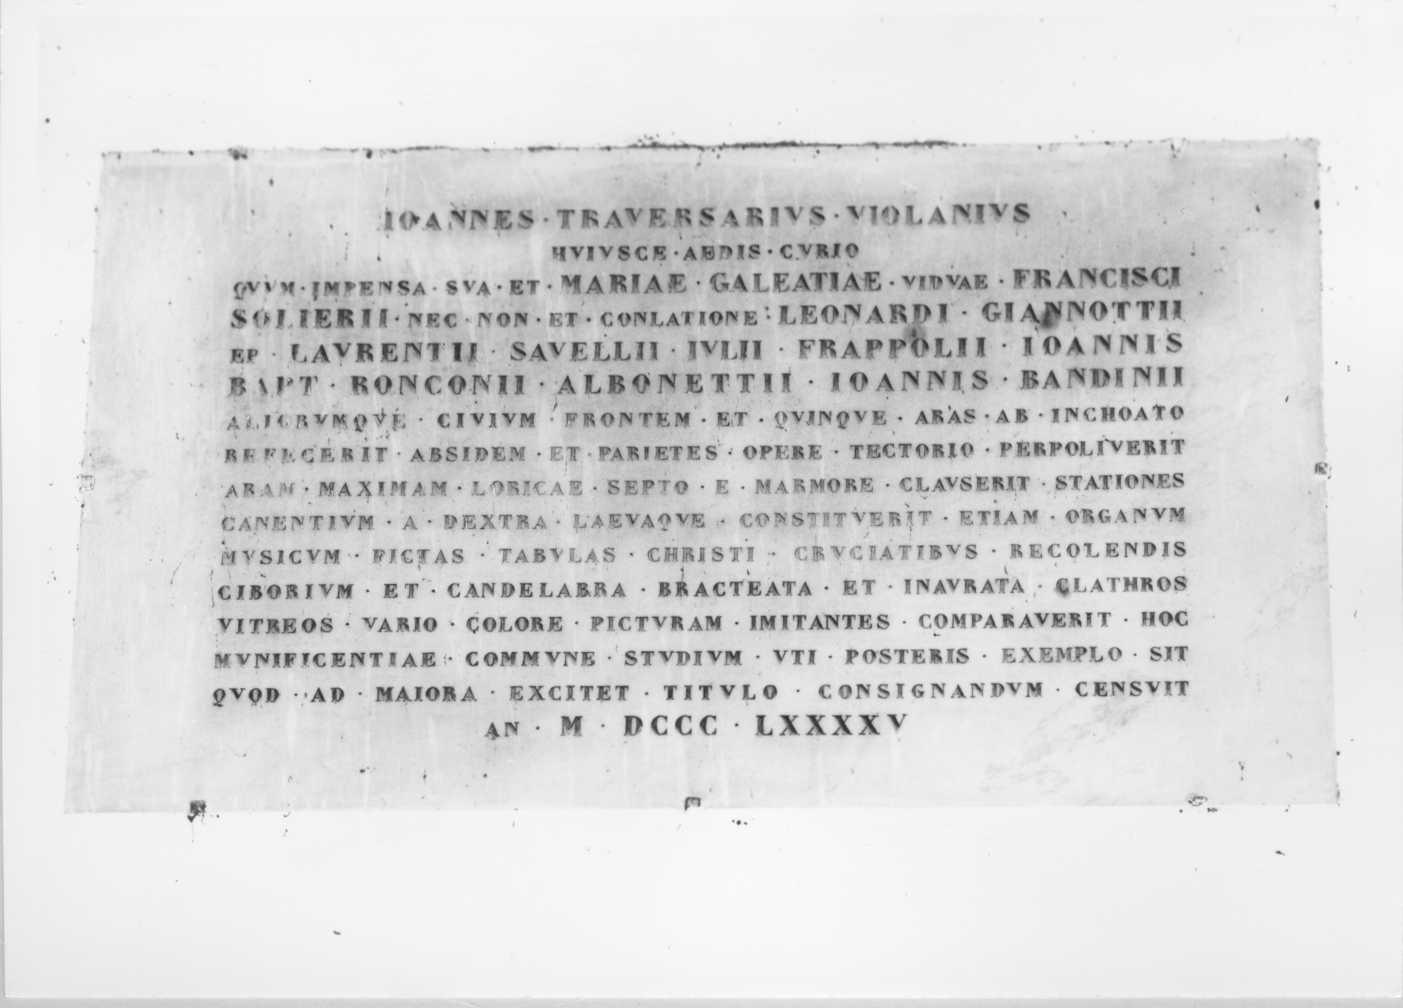 IOANNES · TRAVERSARIVS · VIOLANIVS
HVIVSCE · AEDIS · CVRIO
QVVM · IMPENSA · SVA · ET · MARIAE · GALEATIAE · VIDVAE · FRANCISCI
SOLIERII · NEC · NON · ET · CONLATIONE · LEONARDI · GIANNOTTII
EP · LAVRENTII · SAVELLII · IVLII · FRAPPOLII · IOANNIS
BAPT · RONCONII · ALBONETTII · IOANNIS · BANDINII
ALIORVMQVE · CIVIVM · FRONTEM · ET · QVINQVE · ARAS · AB · INCHOATO
REFECERIT · ABSIDEM · ET · PARIETES · OPERE · TECTORIO · PERPOLIVERIT
ARAM · MAXIMAM · LORICAE · SEPTO · E · MARMORE · CLAVSERIT · STATIONES
CANENTIVM · A · DEXTRA · LAEVAQVE · CONSTITVERIT · ETIAM · ORGANVM
MVSICVM · FICTAS · TABVLAS · CHRISTI · CRVCIATIBVS · RECOLENDIS
CIBORIVM · ET · CANDELABRA · BRACTEATA · ET · INAVRATA · CLATHROS
VITREOS · VARIO · COLORE · PICTVRAM · IMITANTES · COMPARAVERIT · HOC
MVNIFICENTIAE · COMMVNE · STVDIVM · VTI · POSTERIS · EXEMPLO · SIT
QVOD · AD · MAIORA · EXCITET · TITVLO · CONSIGNANDVM · CENSVIT
AN · M · DCCC · LXXXXV